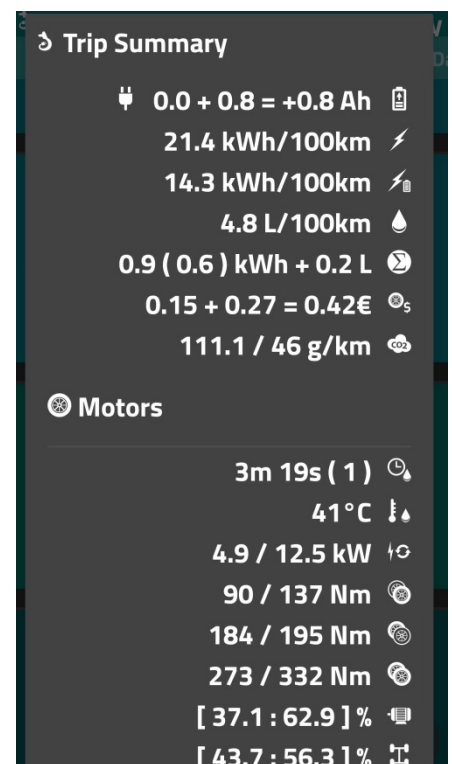 Trip Summary
0.0 + 0.8 = +0.8 Ah
21.4 kWh/100km
14.3 kWh/100km
4.8 L/100km
0.9 ( 0.6 ) kWh + 0.2 L
0.15 + 0.27 = 0.42€ $
111.1 / 46 g/km CO2
Motors
3m 19s ( 1 )
41°C
4.9 / 12.5 kW
90 / 137 Nm
184 / 195 Nm
273 / 332 Nm
[ 37.1 : 62.9 ] %
[ 43.7 : 56.3 ] %